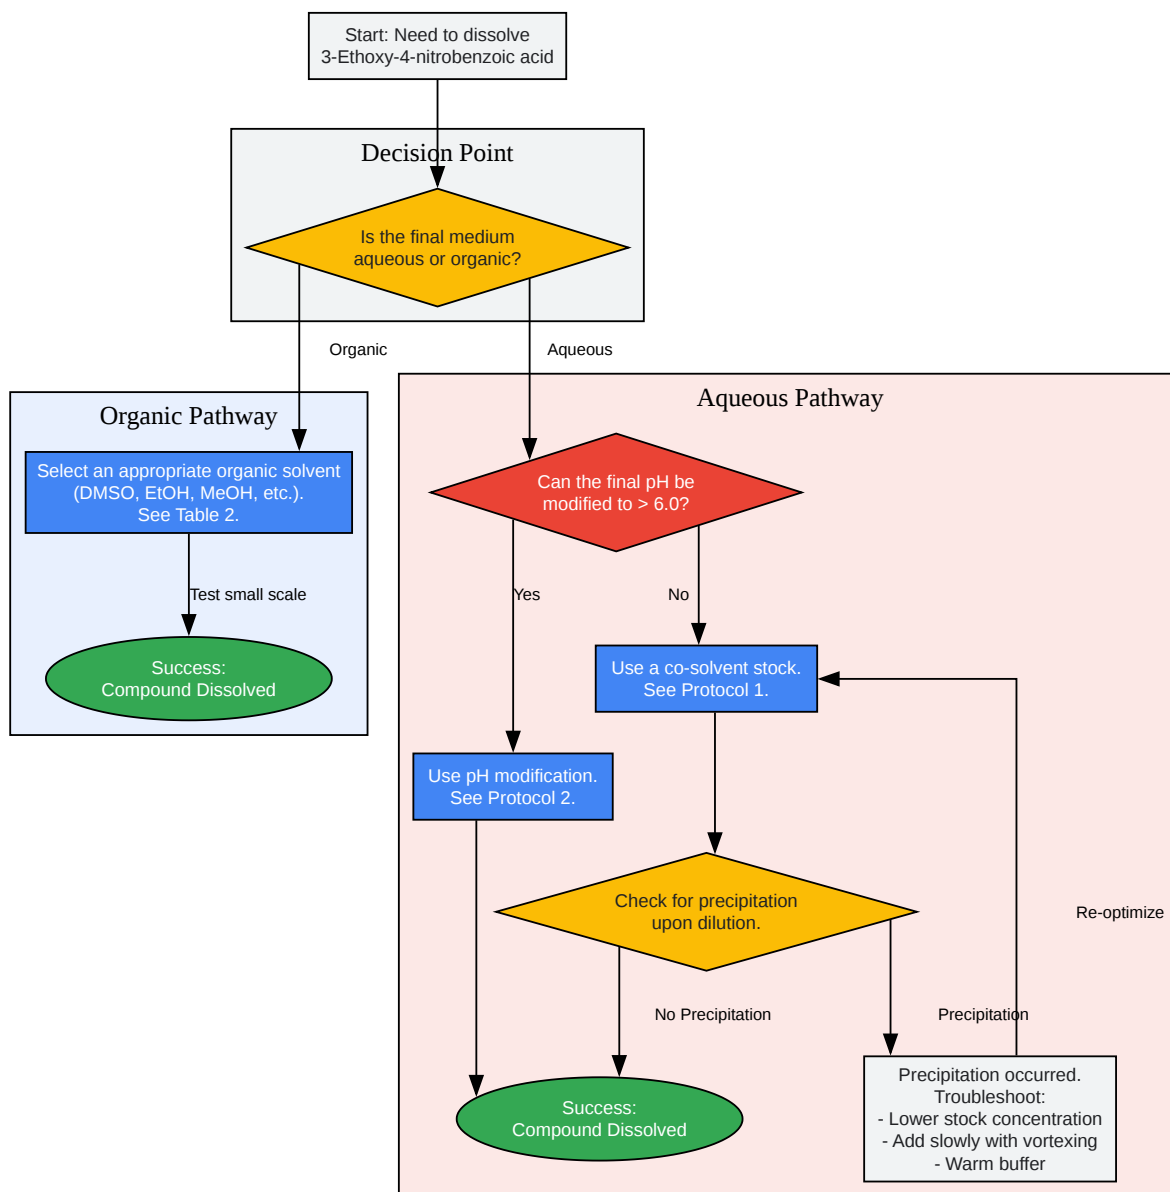 Start: Need to dissolve
3-Ethoxy-4-nitrobenzoic acid
Decision Point
Is the final medium
aqueous or organic?
Organic
Aqueous
Organic Pathway
Select an appropriate organic solvent
(DMSO, EtOH, MeOH, etc.).
See Table 2.
Test small scale
Success:
Compound Dissolved
Aqueous Pathway
Can the final pH be
modified to > 6.0?
Yes
No
Use a co-solvent stock.
See Protocol 1.
Use pH modification.
See Protocol 2.
Check for precipitation
upon dilution.
Re-optimize
No Precipitation
Precipitation
Success:
Compound Dissolved
Precipitation occurred.
Troubleshoot:
- Lower stock concentration
- Add slowly with vortexing
- Warm buffer